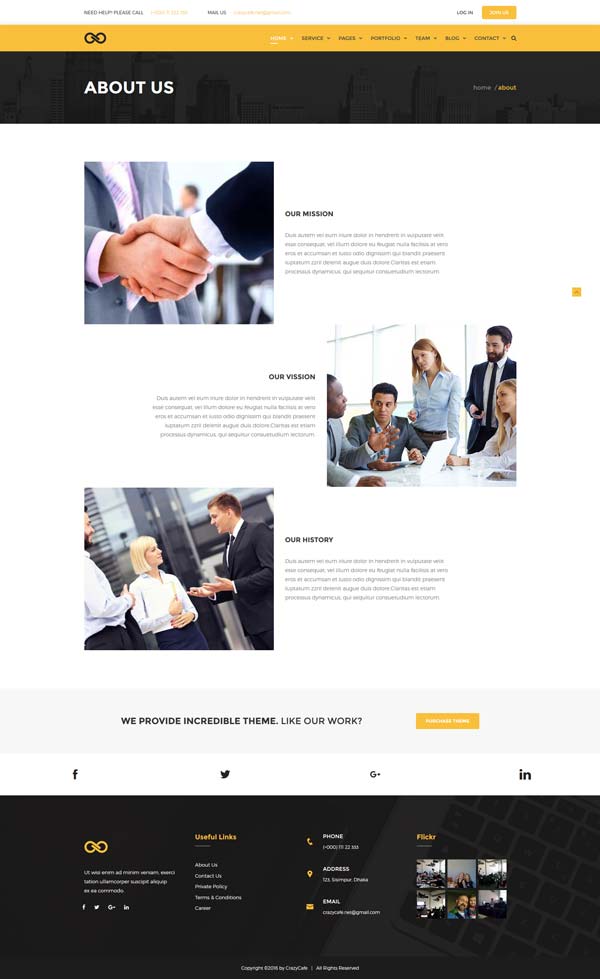 NEED HELP? PLEASE CALL (+000) 111 222 333 MAIL US crazycafe.net@gmail.com LOG IN JOIN US
HOME SERVICE PAGES PORTFOLIO TEAM BLOG CONTACT
ABOUT US
home / about
OUR MISSION
Duis autem vel eum iriure dolor in hendrerit in vulputate velit
esse consequat, vel illum dolore eu feugiat nulla facilisis at vero
eros et accumsan et iusto odio dignissim qui blandit praesent
luptatum zzril delenit augue duis dolore.Claritas est etiam
processus dynamicus, qui sequitur consuetudium lectorum.
OUR VISSION
Duis autem vel eum iriure dolor in hendrerit in vulputate velit
esse consequat, vel illum dolore eu feugiat nulla facilisis at vero
eros et accumsan et iusto odio dignissim qui blandit praesent
luptatum zzril delenit augue duis dolore.Claritas est etiam
processus dynamicus, qui sequitur consuetudium lectorum.
OUR HISTORY
Duis autem vel eum iriure dolor in hendrerit in vulputate velit
esse consequat, vel illum dolore eu feugiat nulla facilisis at vero
eros et accumsan et iusto odio dignissim qui blandit praesent
luptatum zzril delenit augue duis dolore.Claritas est etiam
processus dynamicus, qui sequitur consuetudium lectorum.
WE PROVIDE INCREDIBLE THEME. LIKE OUR WORK?
PURCHASE THEME
Ut wisi enim ad minim veniam, exerci
tation ullamcorper suscipit aliquip
ex ea commodo.
Useful Links
About Us
Contact Us
Private Policy
Terms & Conditions
Career
PHONE
(+000) 111 22 333
ADDRESS
123, Sisimpur, Dhaka
EMAIL
crazycafe.net@gmail.com
Flickr
Copyright ©2016 by CrazyCafe | All Rights Reserved